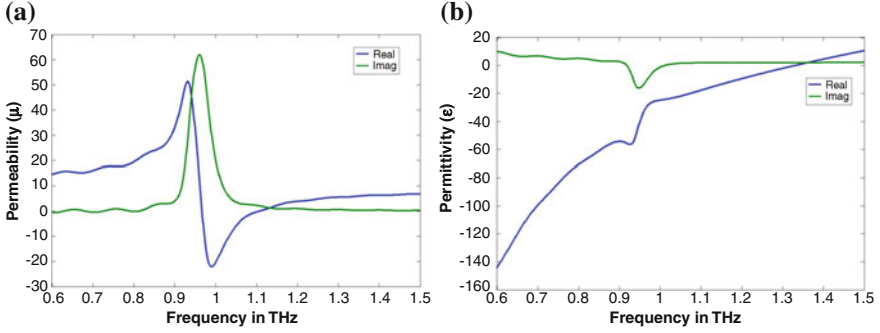 (a)
70
60
50
40
30
20
10
0
-10
-20
-30
Permeability (μ)
Real
Imag
0.6 0.7 0.8 0.9 1 1.1 1.2 1.3 1.4 1.5
Frequency in THz
(b)
20
0
-20
-40
-60
-80
-100
-120
-140
-160
Permittivity (ε)
Real
Imag
0.6 0.7 0.8 0.9 1 1.1 1.2 1.3 1.4 1.5
Frequency in THz